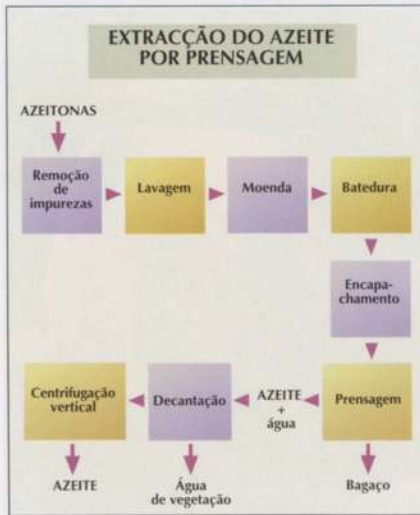 EXTRACÇÃO DO AZEITE
POR PRENSAGEM
AZEITONAS
Remoção
de
impurezas
Lavagem
Moenda
Batedura
Encapa-
chamento
Prensagem
AZEITE
+
água
Decantação
Centrifugação
vertical
AZEITE
Água
de vegetação
Bagaço